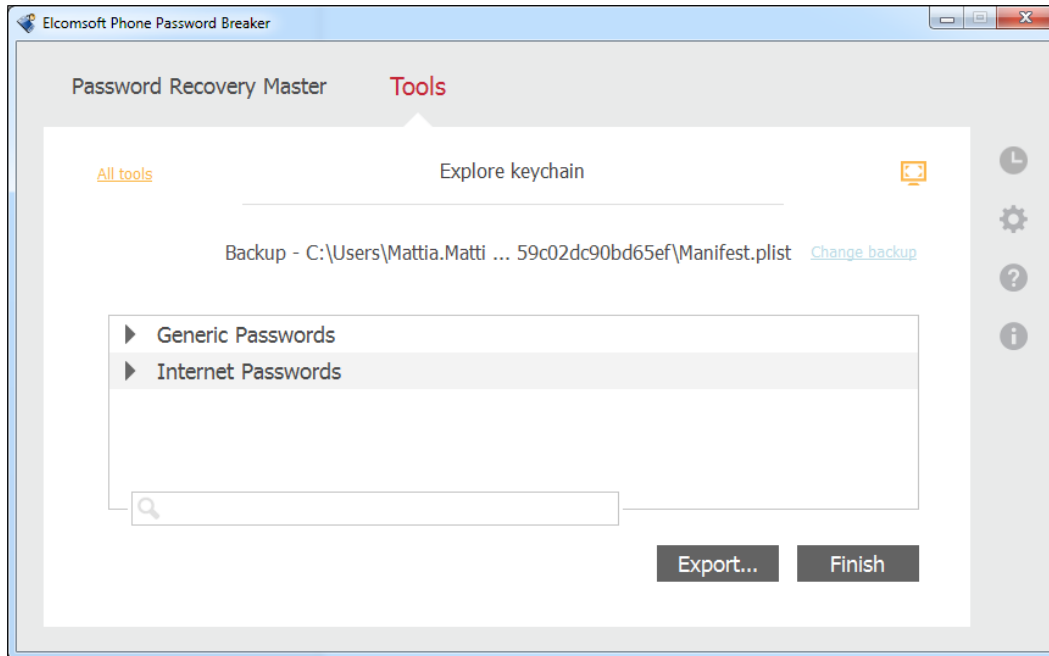 Elcomsoft Phone Password Breaker
Password Recovery Master Tools
All tools Explore keychain
Backup - C:\Users\Mattia.Matti ... 59c02dc90bd65ef\Manifest.plist Change backup
Generic Passwords
Internet Passwords
Export... Finish